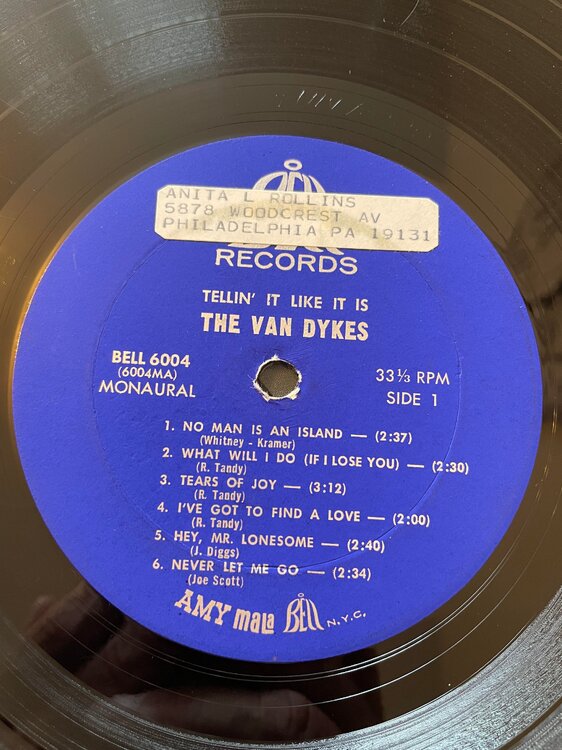 ANITA L ROLLINS
5878 WOODCREST AV
PHILADELPHIA PA 19131
RECORDS
TELLIN' IT LIKE IT IS
THE VAN DYKES
BELL 6004
(6004MA)
MONAURAL
33⅓ RPM
SIDE 1
1. NO MAN IS AN ISLAND — (2:37)
(Whitney - Kramer)
2. WHAT WILL I DO (IF I LOSE YOU) — (2:30)
(R. Tandy)
3. TEARS OF JOY — (3:12)
(R. Tandy)
4. I'VE GOT TO FIND A LOVE — (2:00)
(R. Tandy)
5. HEY, MR. LONESOME — (2:40)
(J. Diggs)
6. NEVER LET ME GO — (2:34)
(Joe Scott)
AMY mala BELL N.Y.C.